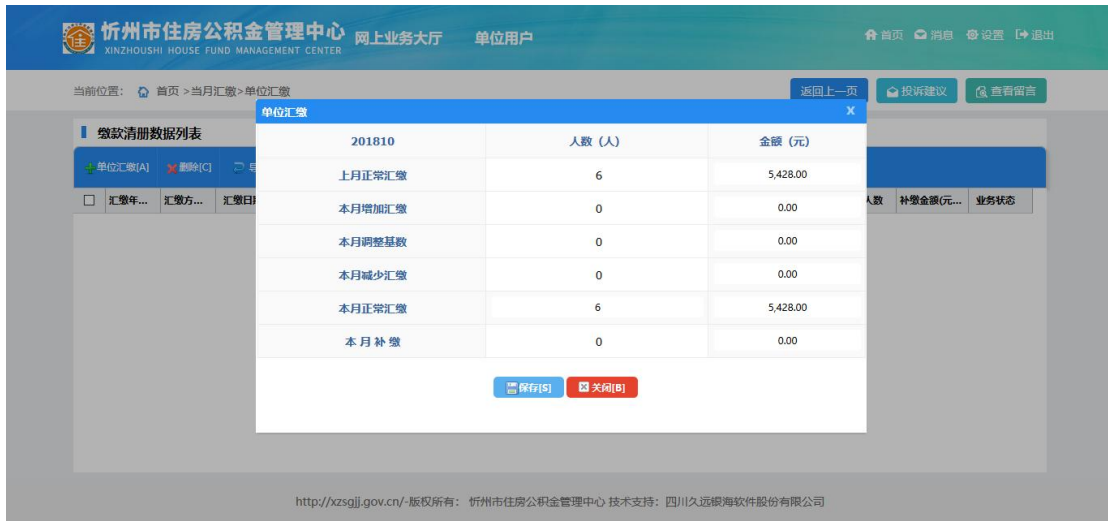 忻州市住房公积金管理中心 网上业务大厅 单位用户 首页 消息 设置 退出
XINZHOUSHI HOUSE FUND MANAGEMENT CENTER
当前位置： 首页 >当月汇缴>单位汇缴 返回上一页 投诉建议 查看留言
单位汇缴 X
缴款清册数据列表
201810 人数（人） 金额（元）
单位汇缴[A] 删除[C]
上月正常汇缴 6 5,428.00
汇缴年... 汇缴方... 汇缴日 人数 补缴金额(元... 业务状态
本月增加汇缴 0 0.00
本月调整基数 0 0.00
本月减少汇缴 0 0.00
本月正常汇缴 6 5,428.00
本 月 补 缴 0 0.00
保存[S] 关闭[B]
http://xzsgjj.gov.cn/-版权所有： 忻州市住房公积金管理中心 技术支持：四川久远银海软件股份有限公司